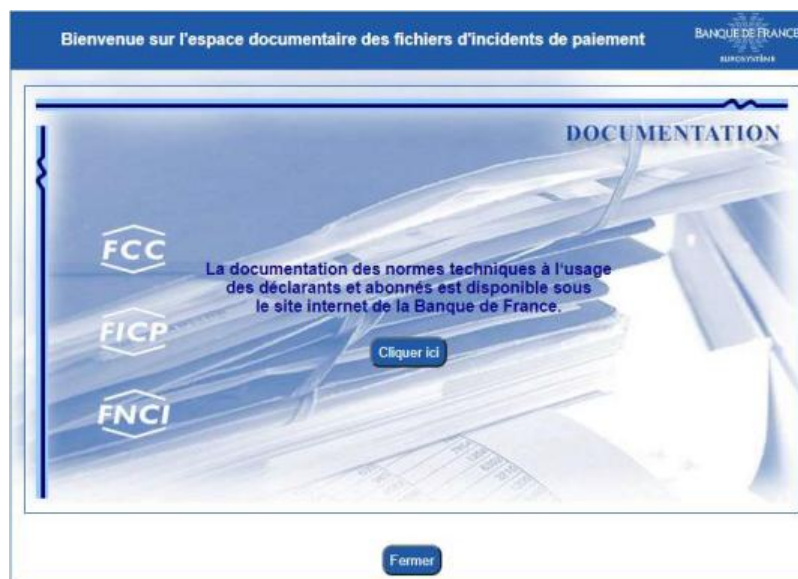 Bienvenue sur l'espace documentaire des fichiers d'incidents de paiement
BANQUE DE FRANCE
EUROSYSTÈME
DOCUMENTATION
FCC
La documentation des normes techniques à l'usage
des déclarants et abonnés est disponible sous
le site internet de la Banque de France.
FICP
Cliquer ici
FNCI
Fermer